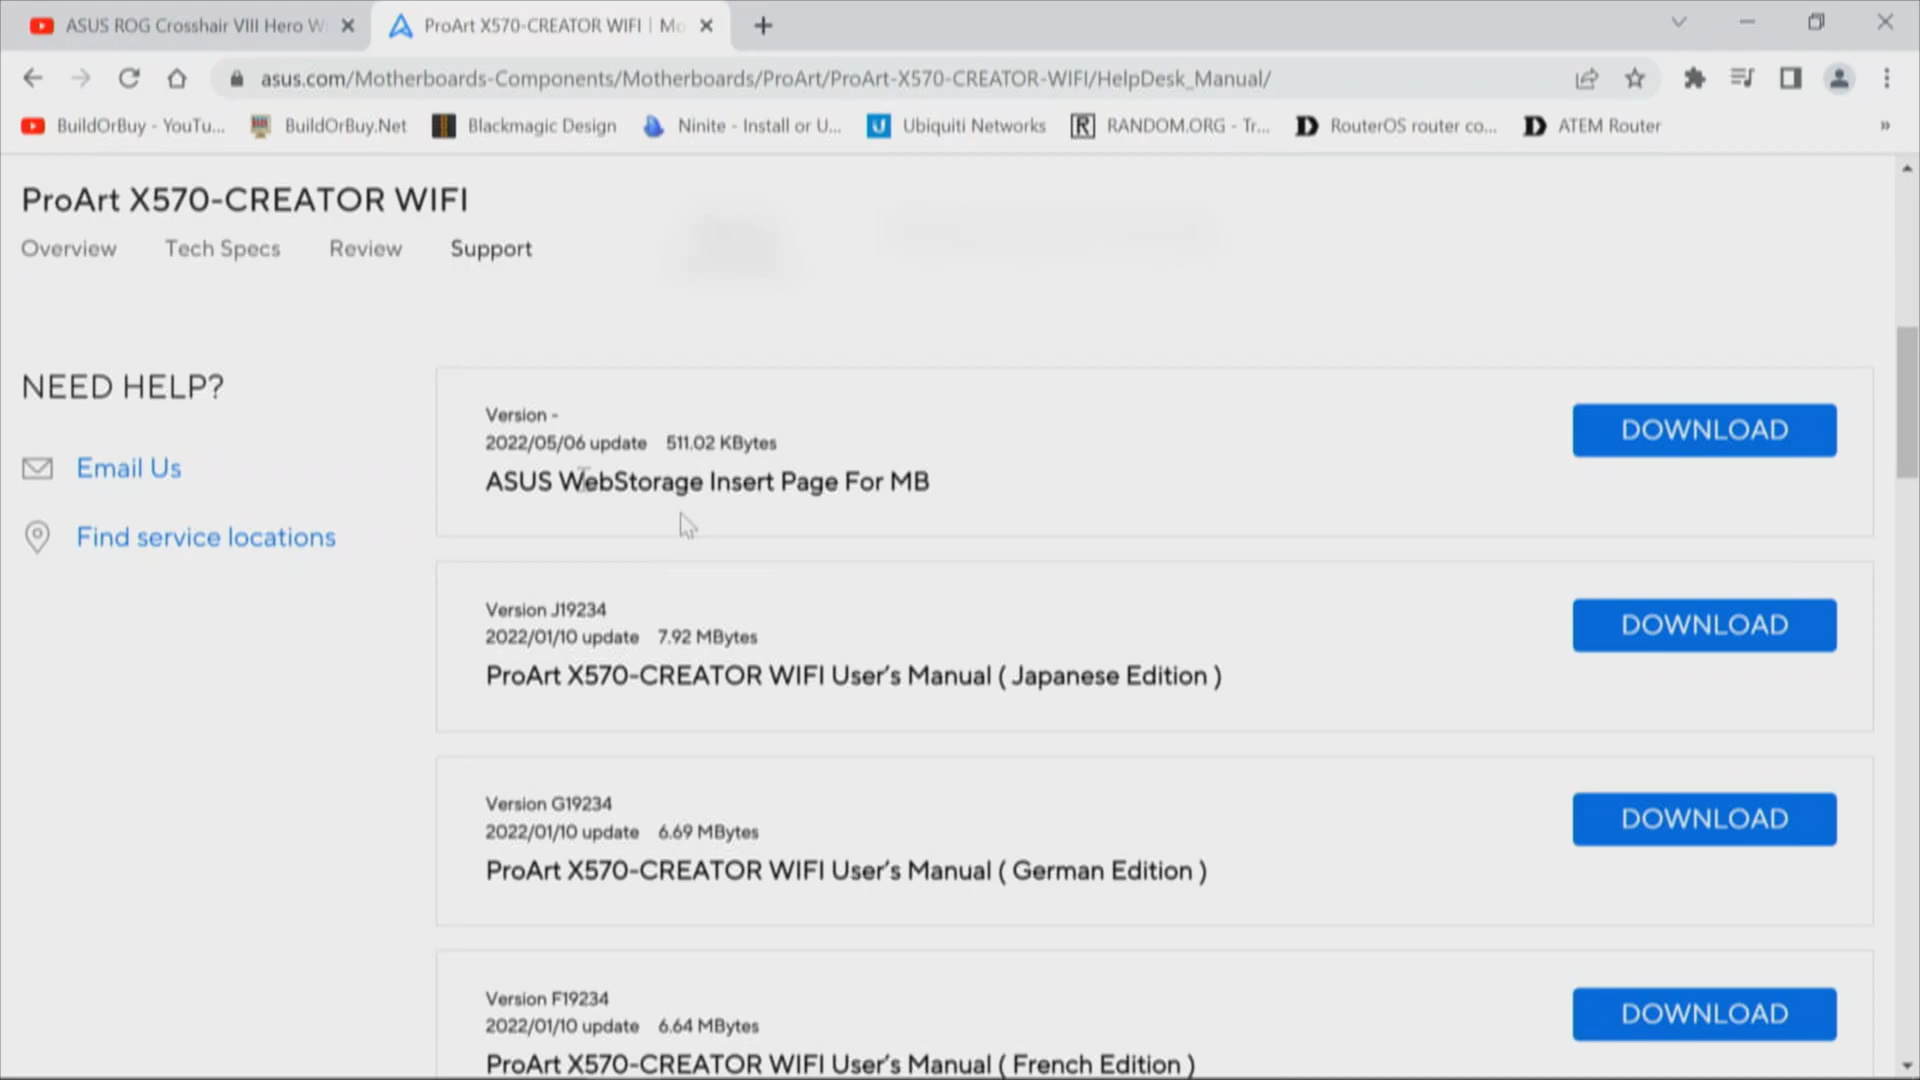 ASUS ROG Crosshair VIII Hero W
ProArt X570-CREATOR WIFI | Mo
asus.com/Motherboards-Components/Motherboards/ProArt/ProArt-X570-CREATOR-WIFI/HelpDesk_Manual/
BuildOrBuy - YouTu...
BuildOrBuy.Net
Blackmagic Design
Ninite - Install or U...
Ubiquiti Networks
RANDOM.ORG - Tr...
RouterOS router co...
ATEM Router
»
ProArt X570-CREATOR WIFI
Overview
Tech Specs
Review
Support
NEED HELP?
Email Us
Find service locations
Version -
2022/05/06 update 511.02 KBytes
ASUS WebStorage Insert Page For MB
DOWNLOAD
Version J19234
2022/01/10 update 7.92 MBytes
ProArt X570-CREATOR WIFI User's Manual ( Japanese Edition )
DOWNLOAD
Version G19234
2022/01/10 update 6.69 MBytes
ProArt X570-CREATOR WIFI User's Manual ( German Edition )
DOWNLOAD
Version F19234
2022/01/10 update 6.64 MBytes
ProArt X570-CREATOR WIFI User's Manual ( French Edition )
DOWNLOAD